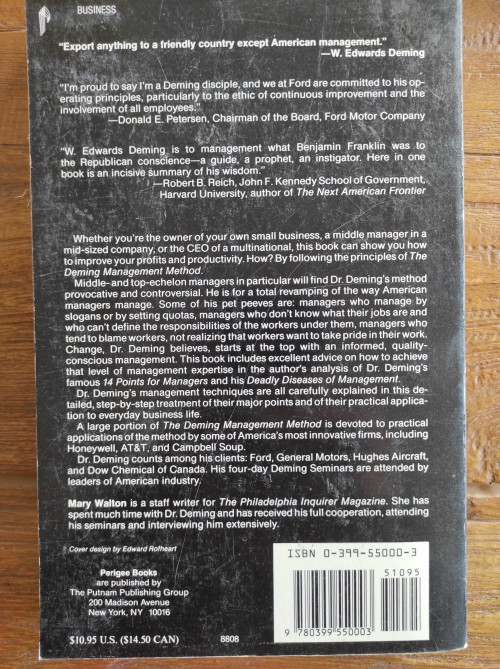 BUSINESS
“Export anything to a friendly country except American management.”
—W. Edwards Deming
“I'm proud to say I'm a Deming disciple, and we at Ford are committed to his op-
erating principles, particularly to the ethic of continuous improvement and the
involvement of all employees.”
—Donald E. Petersen, Chairman of the Board, Ford Motor Company
“W. Edwards Deming is to management what Benjamin Franklin was to
the Republican conscience—a guide, a prophet, an instigator. Here in one
book is an incisive summary of his wisdom.”
—Robert B. Reich, John F. Kennedy School of Government,
Harvard University, author of The Next American Frontier
Whether you're the owner of your own small business, a middle manager in a
mid-sized company, or the CEO of a multinational, this book can show you how
to improve your profits and productivity. How? By following the principles of The
Deming Management Method.
Middle- and top-echelon managers in particular will find Dr. Deming's method
provocative and controversial. He is for a total revamping of the way American
managers manage. Some of his pet peeves are: managers who manage by
slogans or by setting quotas, managers who don't know what their jobs are and
who can't define the responsibilities of the workers under them, managers who
tend to blame workers, not realizing that workers want to take pride in their work.
Change, Dr. Deming believes, starts at the top with an informed, quality-
conscious management. This book includes excellent advice on how to achieve
that level of management expertise in the author's analysis of Dr. Deming's
famous 14 Points for Managers and his Deadly Diseases of Management.
Dr. Deming's management techniques are all carefully explained in this de-
tailed, step-by-step treatment of their major points and of their practical applica-
tion to everyday business life.
A large portion of The Deming Management Method is devoted to practical
applications of the method by some of America's most innovative firms, including
Honeywell, AT&T, and Campbell Soup.
Dr. Deming counts among his clients: Ford, General Motors, Hughes Aircraft,
and Dow Chemical of Canada. His four-day Deming Seminars are attended by
leaders of American industry.
Mary Walton is a staff writer for The Philadelphia Inquirer Magazine. She has
spent much time with Dr. Deming and has received his full cooperation, attending
his seminars and interviewing him extensively.
Cover design by Edward Rofheart
Perigee Books
are published by
The Putnam Publishing Group
200 Madison Avenue
New York, NY 10016
$10.95 U.S. ($14.50 CAN)
8808
ISBN 0-399-55000-3
51095
9 780399 550003